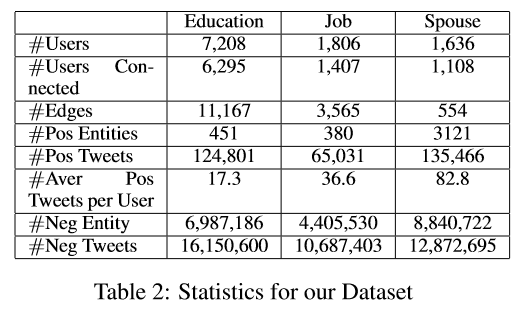 Education Job Spouse
#Users 7,208 1,806 1,636
#Users Con-
nected 6,295 1,407 1,108
#Edges 11,167 3,565 554
#Pos Entities 451 380 3121
#Pos Tweets 124,801 65,031 135,466
#Aver Pos
Tweets per User 17.3 36.6 82.8
#Neg Entity 6,987,186 4,405,530 8,840,722
#Neg Tweets 16,150,600 10,687,403 12,872,695
Table 2: Statistics for our Dataset